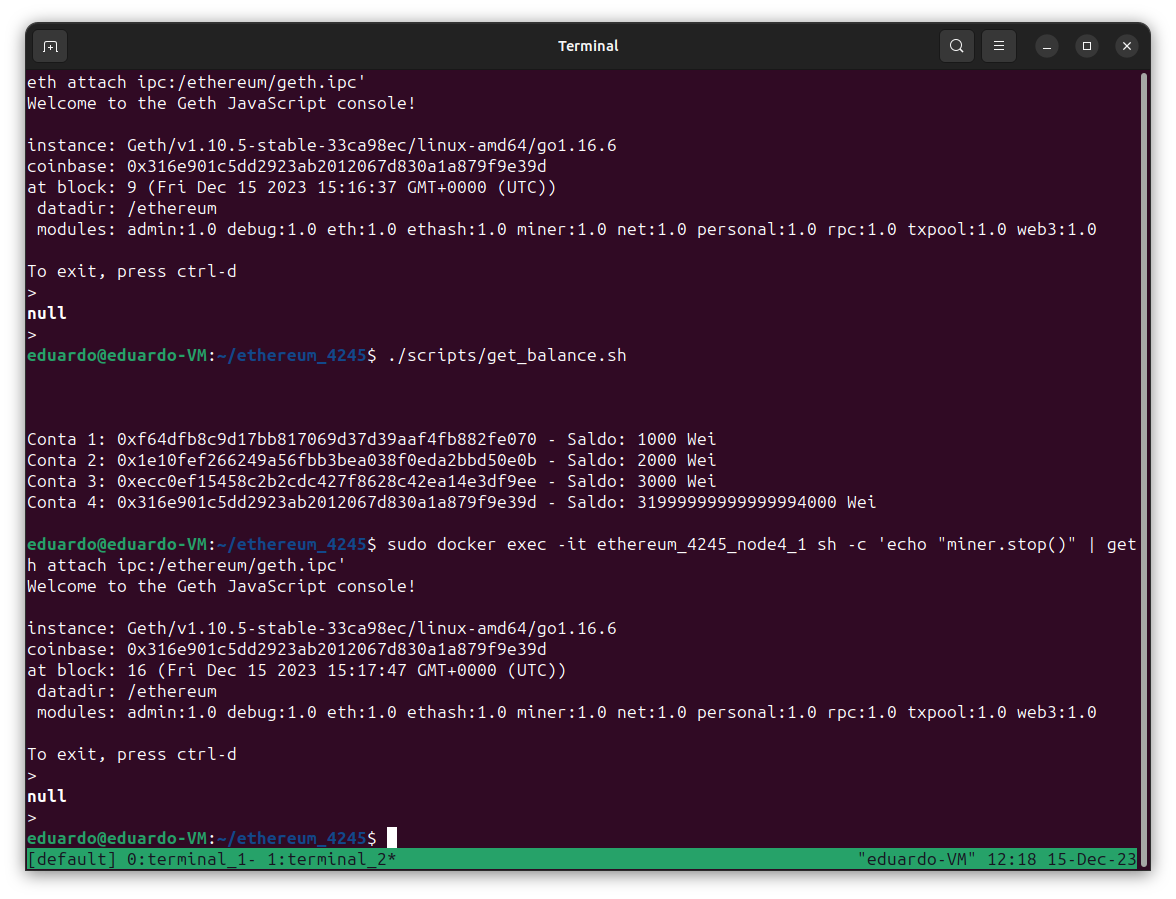 Terminal
eth attach ipc:/ethereum/geth.ipc'
Welcome to the Geth JavaScript console!
instance: Geth/v1.10.5-stable-33ca98ec/linux-amd64/go1.16.6
coinbase: 0x316e901c5dd2923ab2012067d830a1a879f9e39d
at block: 9 (Fri Dec 15 2023 15:16:37 GMT+0000 (UTC))
 datadir: /ethereum
 modules: admin:1.0 debug:1.0 eth:1.0 ethash:1.0 miner:1.0 net:1.0 personal:1.0 rpc:1.0 txpool:1.0 web3:1.0
To exit, press ctrl-d
>
null
>
eduardo@eduardo-VM:~/ethereum_4245$ ./scripts/get_balance.sh
Conta 1: 0xf64dfb8c9d17bb817069d37d39aaf4fb882fe070 - Saldo: 1000 Wei
Conta 2: 0x1e10fef266249a56fbb3bea038f0eda2bbd50e0b - Saldo: 2000 Wei
Conta 3: 0xecc0ef15458c2b2cdc427f8628c42ea14e3df9ee - Saldo: 3000 Wei
Conta 4: 0x316e901c5dd2923ab2012067d830a1a879f9e39d - Saldo: 31999999999999994000 Wei
eduardo@eduardo-VM:~/ethereum_4245$ sudo docker exec -it ethereum_4245_node4_1 sh -c 'echo "miner.stop()" | get
h attach ipc:/ethereum/geth.ipc'
Welcome to the Geth JavaScript console!
instance: Geth/v1.10.5-stable-33ca98ec/linux-amd64/go1.16.6
coinbase: 0x316e901c5dd2923ab2012067d830a1a879f9e39d
at block: 16 (Fri Dec 15 2023 15:17:47 GMT+0000 (UTC))
 datadir: /ethereum
 modules: admin:1.0 debug:1.0 eth:1.0 ethash:1.0 miner:1.0 net:1.0 personal:1.0 rpc:1.0 txpool:1.0 web3:1.0
To exit, press ctrl-d
>
null
>
eduardo@eduardo-VM:~/ethereum_4245$
[default] 0:terminal_1- 1:terminal_2* "eduardo-VM" 12:18 15-Dec-23